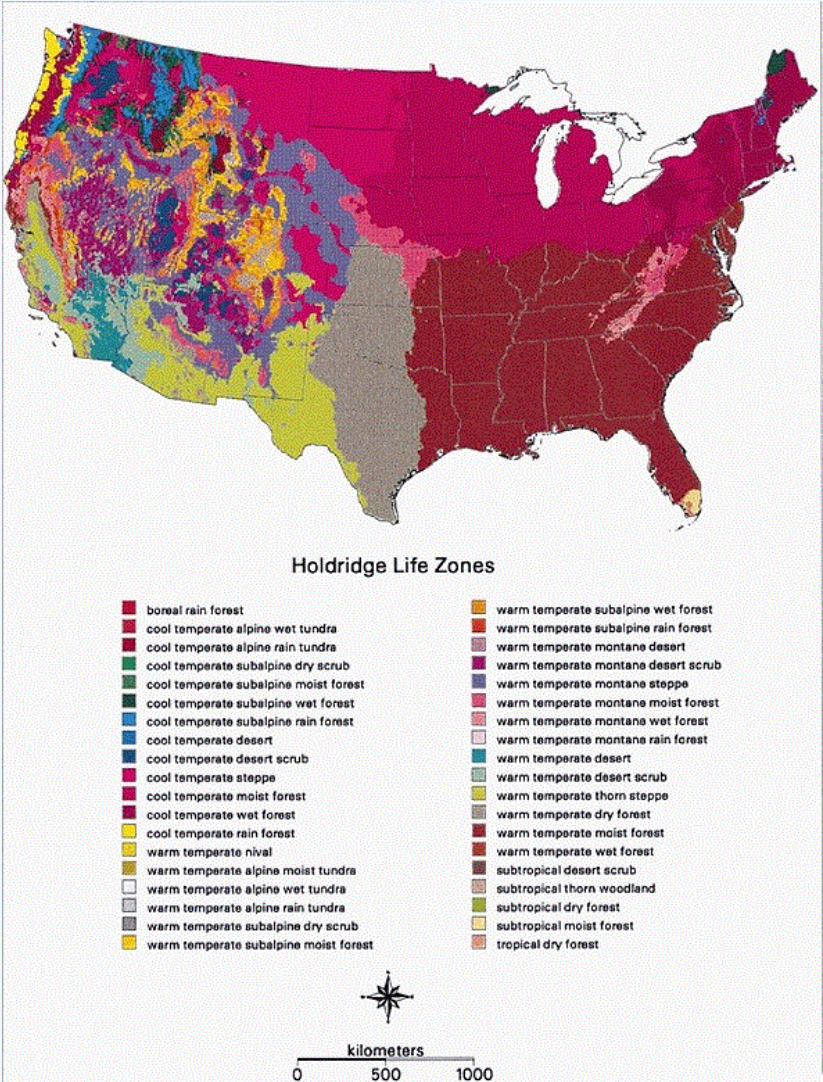 Holdridge Life Zones
boreal rain forest
cool temperate alpine wet tundra
cool temperate alpine rain tundra
cool temperate subalpine dry scrub
cool temperate subalpine moist forest
cool temperate subalpine wet forest
cool temperate subalpine rain forest
cool temperate desert
cool temperate desert scrub
cool temperate steppe
cool temperate moist forest
cool temperate wet forest
cool temperate rain forest
warm temperate nival
warm temperate alpine moist tundra
warm temperate alpine wet tundra
warm temperate alpine rain tundra
warm temperate subalpine dry scrub
warm temperate subalpine moist forest
warm temperate subalpine wet forest
warm temperate subalpine rain forest
warm temperate montane desert
warm temperate montane desert scrub
warm temperate montane steppe
warm temperate montane moist forest
warm temperate montane wet forest
warm temperate montane rain forest
warm temperate desert
warm temperate desert scrub
warm temperate thorn steppe
warm temperate dry forest
warm temperate moist forest
warm temperate wet forest
subtropical desert scrub
subtropical thorn woodland
subtropical dry forest
subtropical moist forest
tropical dry forest
kilometers
0 500 1000